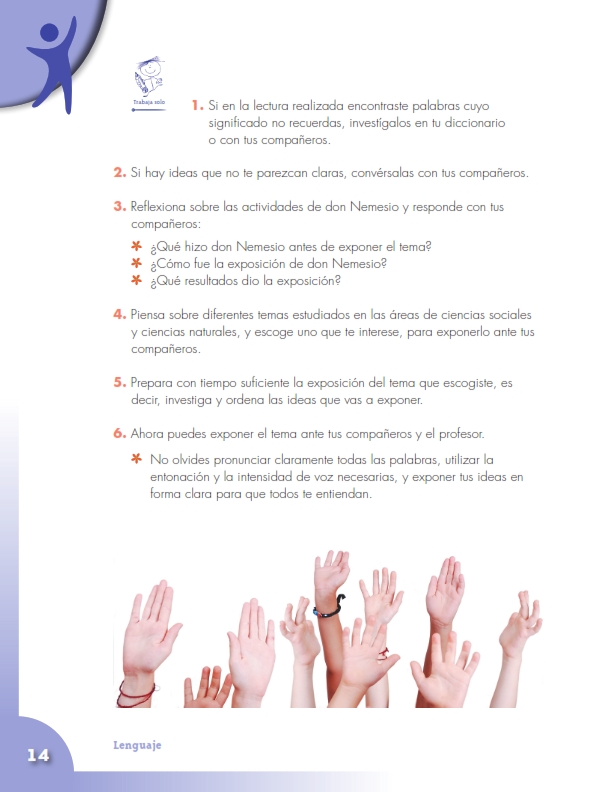 Trabaja solo
1. Si en la lectura realizada encontraste palabras cuyo
significado no recuerdas, investígalos en tu diccionario
o con tus compañeros.
2. Si hay ideas que no te parezcan claras, convérsalas con tus compañeros.
3. Reflexiona sobre las actividades de don Nemesio y responde con tus
compañeros:
* ¿Qué hizo don Nemesio antes de exponer el tema?
* ¿Cómo fue la exposición de don Nemesio?
* ¿Qué resultados dio la exposición?
4. Piensa sobre diferentes temas estudiados en las áreas de ciencias sociales
y ciencias naturales, y escoge uno que te interese, para exponerlo ante tus
compañeros.
5. Prepara con tiempo suficiente la exposición del tema que escogiste, es
decir, investiga y ordena las ideas que vas a exponer.
6. Ahora puedes exponer el tema ante tus compañeros y el profesor.
* No olvides pronunciar claramente todas las palabras, utilizar la
entonación y la intensidad de voz necesarias, y exponer tus ideas en
forma clara para que todos te entiendan.
14
Lenguaje